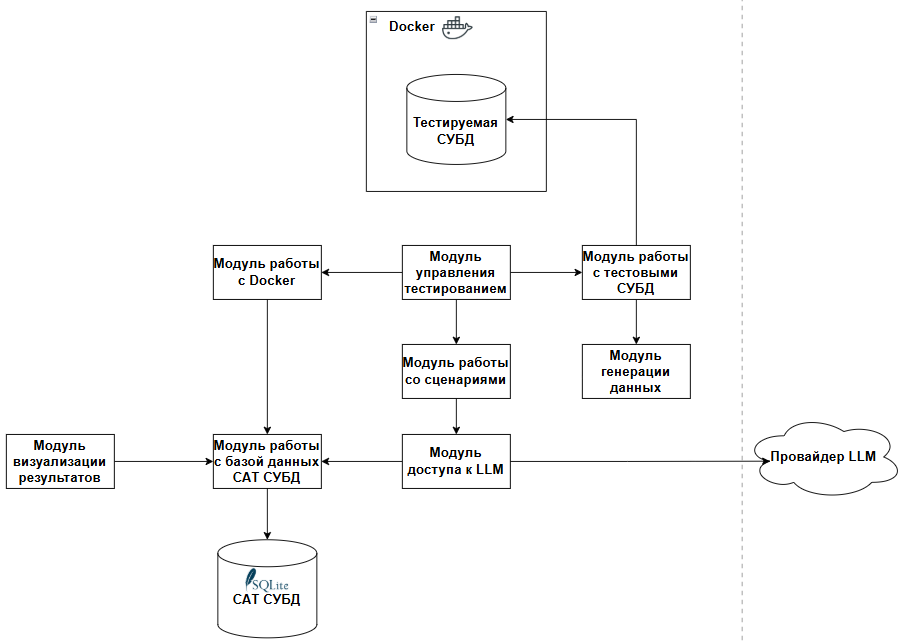 Docker
Тестируемая
СУБД
Модуль работы
с Docker
Модуль
управления
тестированием
Модуль работы
с тестовыми
СУБД
Модуль работы
со сценариями
Модуль
генерации
данных
Модуль
визуализации
результатов
Модуль работы
с базой данных
САТ СУБД
Модуль
доступа к LLM
Провайдер LLM
SQLite
САТ СУБД